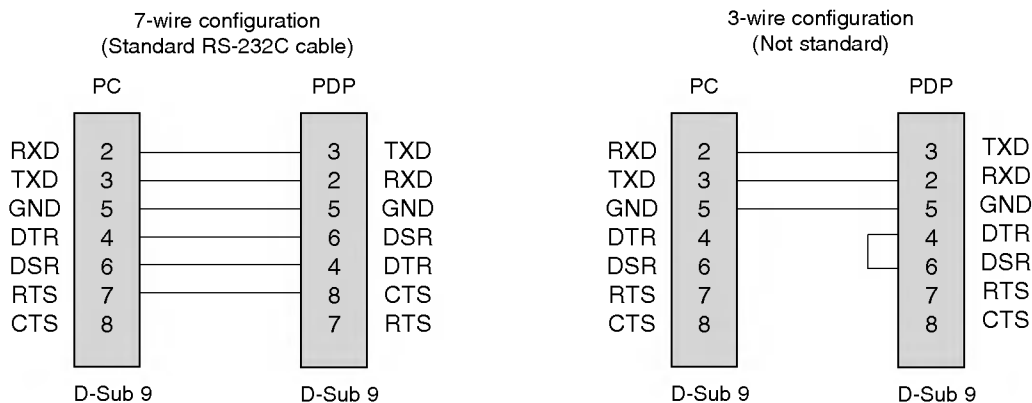 7-wire configuration
(Standard RS-232C cable)
PC PDP
RXD 2 3 TXD
TXD 3 2 RXD
GND 5 5 GND
DTR 4 6 DSR
DSR 6 4 DTR
RTS 7 8 CTS
CTS 8 7 RTS
D-Sub 9 D-Sub 9
3-wire configuration
(Not standard)
PC PDP
RXD 2 3 TXD
TXD 3 2 RXD
GND 5 5 GND
DTR 4 4 DTR
DSR 6 6 DSR
RTS 7 7 RTS
CTS 8 8 CTS
D-Sub 9 D-Sub 9